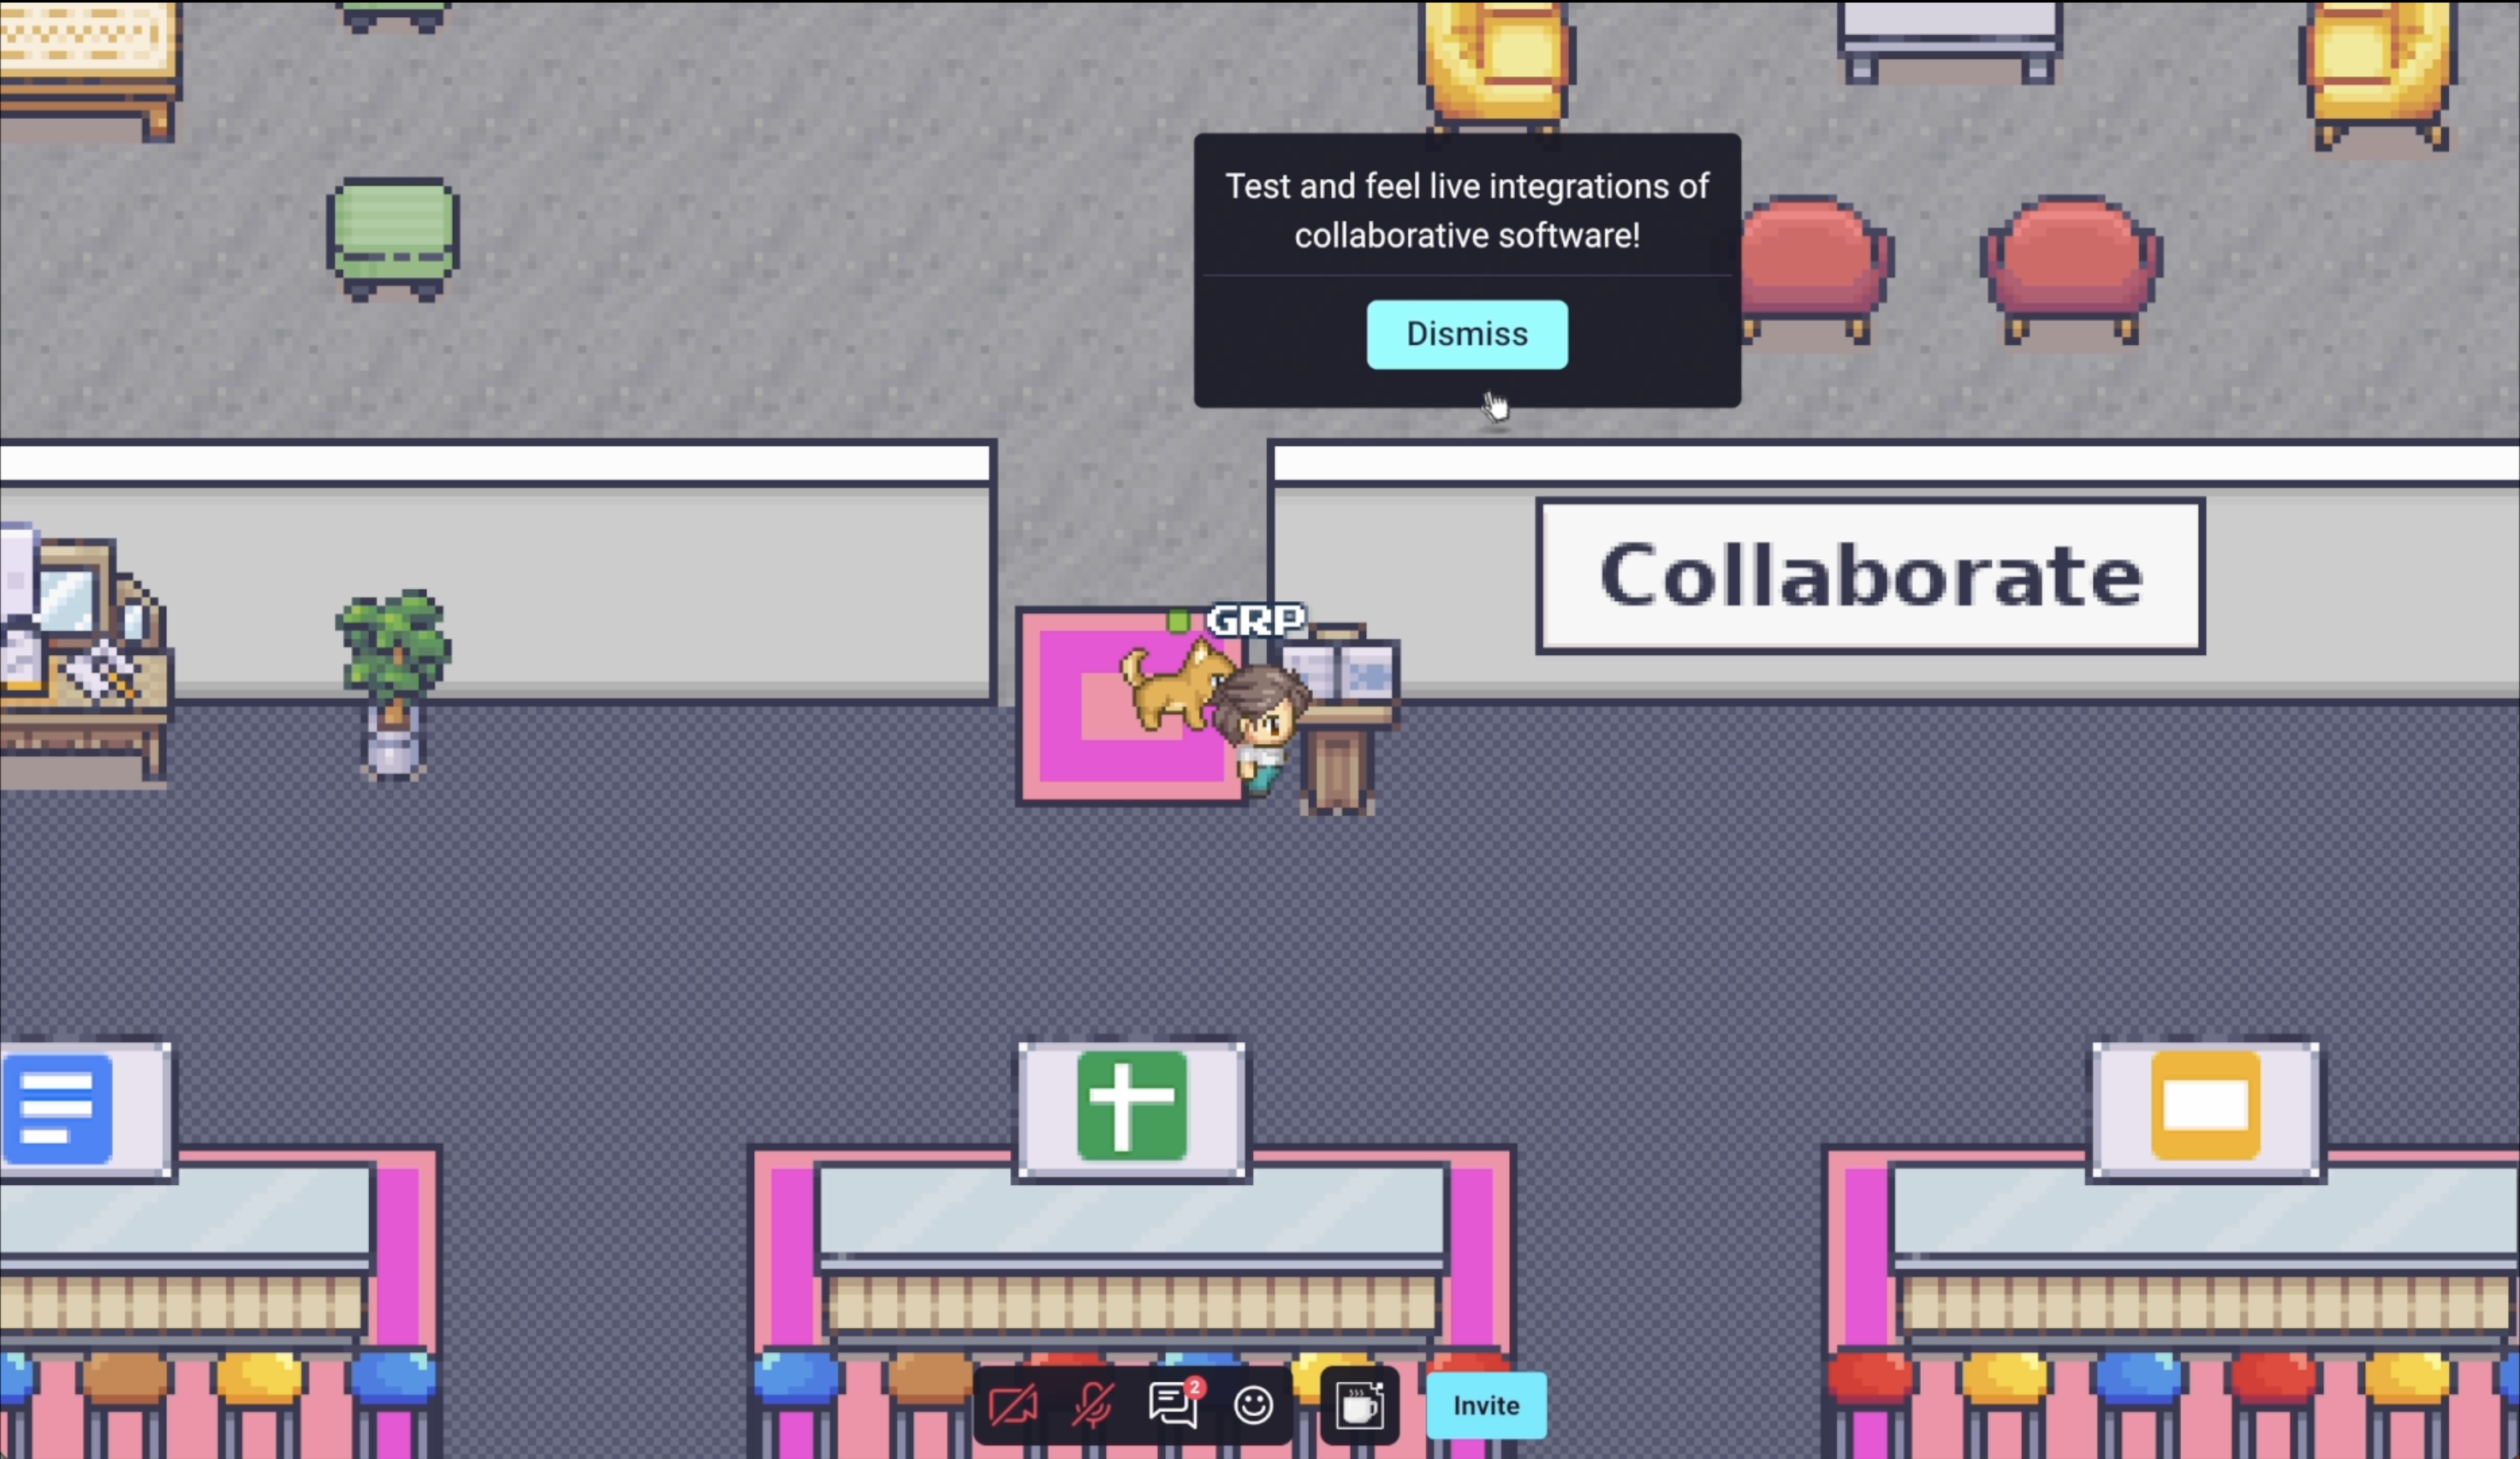 Test and feel live integrations of
collaborative software!
Dismiss
Collaborate
GRP
2
Invite